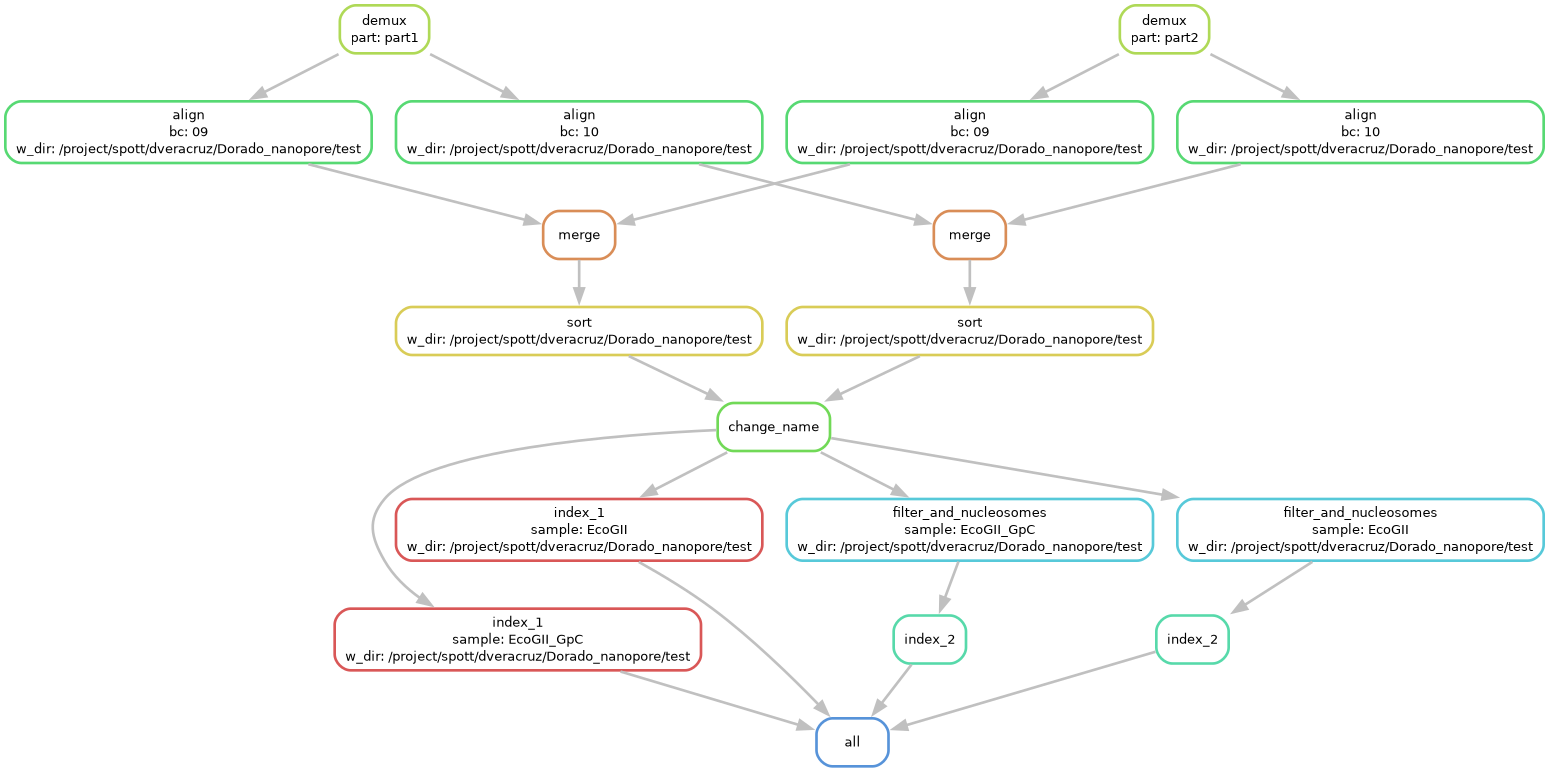 demux
part: part1
demux
part: part2
align
bc: 09
w_dir: /project/spott/dveracruz/Dorado_nanopore/test
align
bc: 10
w_dir: /project/spott/dveracruz/Dorado_nanopore/test
align
bc: 09
w_dir: /project/spott/dveracruz/Dorado_nanopore/test
align
bc: 10
w_dir: /project/spott/dveracruz/Dorado_nanopore/test
merge
merge
sort
w_dir: /project/spott/dveracruz/Dorado_nanopore/test
sort
w_dir: /project/spott/dveracruz/Dorado_nanopore/test
change_name
index_1
sample: EcoGII
w_dir: /project/spott/dveracruz/Dorado_nanopore/test
filter_and_nucleosomes
sample: EcoGII_GpC
w_dir: /project/spott/dveracruz/Dorado_nanopore/test
filter_and_nucleosomes
sample: EcoGII
w_dir: /project/spott/dveracruz/Dorado_nanopore/test
index_1
sample: EcoGII_GpC
w_dir: /project/spott/dveracruz/Dorado_nanopore/test
index_2
index_2
all